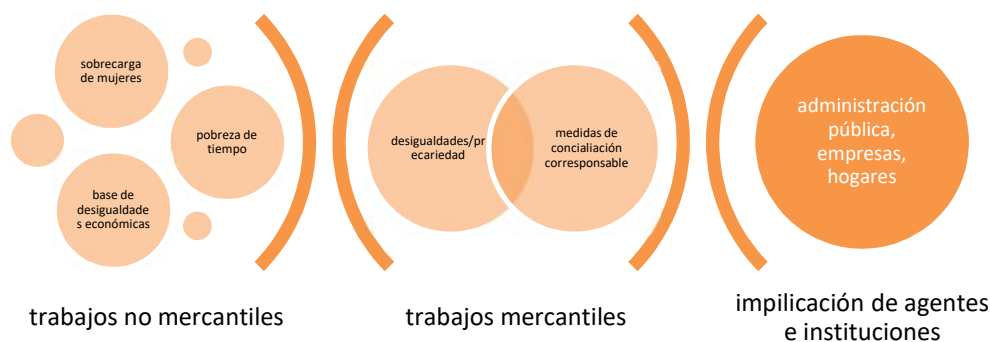 sobrecarga
de mujeres
pobreza de
tiempo
base de
desigualdade
s económicas
trabajos no mercantiles
desigualdades/pr
ecariedad
medidas de
concialiación
corresponsable
trabajos mercantiles
administración
pública,
empresas,
hogares
impilicación de agentes
e instituciones